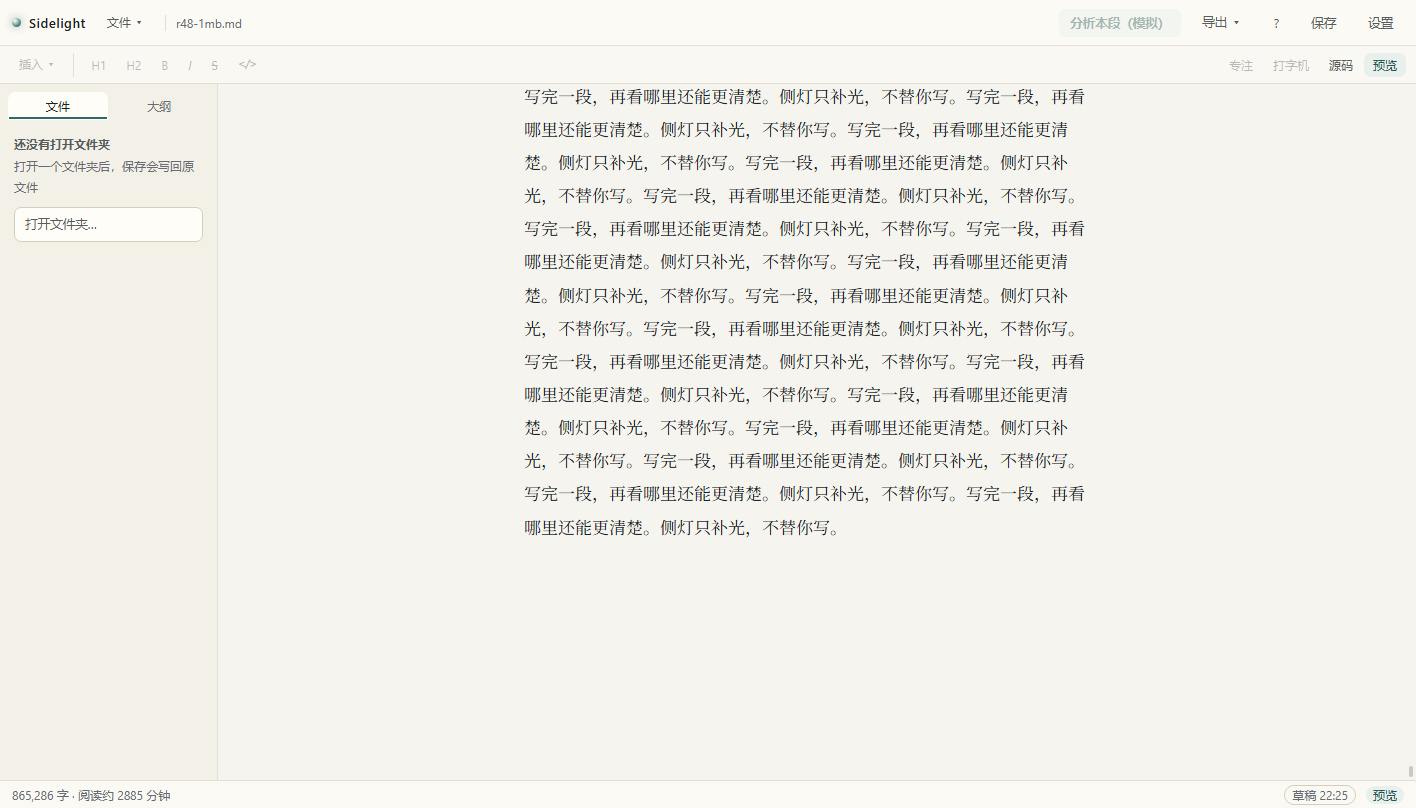 Sidelight 文件 r48-1mb.md 分析本段（模拟） 导出 ? 保存 设置
插入 H1 H2 B I S </> 专注 打字机 源码 预览
文件 大纲
还没有打开文件夹
打开一个文件夹后，保存会写回原
文件
打开文件夹...
写完一段，再看哪里还能更清楚。侧灯只补光，不替你写。写完一段，再看
哪里还能更清楚。侧灯只补光，不替你写。写完一段，再看哪里还能更清
楚。侧灯只补光，不替你写。写完一段，再看哪里还能更清楚。侧灯只补
光，不替你写。写完一段，再看哪里还能更清楚。侧灯只补光，不替你写。
写完一段，再看哪里还能更清楚。侧灯只补光，不替你写。写完一段，再看
哪里还能更清楚。侧灯只补光，不替你写。写完一段，再看哪里还能更清
楚。侧灯只补光，不替你写。写完一段，再看哪里还能更清楚。侧灯只补
光，不替你写。写完一段，再看哪里还能更清楚。侧灯只补光，不替你写。
写完一段，再看哪里还能更清楚。侧灯只补光，不替你写。写完一段，再看
哪里还能更清楚。侧灯只补光，不替你写。写完一段，再看哪里还能更清
楚。侧灯只补光，不替你写。写完一段，再看哪里还能更清楚。侧灯只补
光，不替你写。写完一段，再看哪里还能更清楚。侧灯只补光，不替你写。
写完一段，再看哪里还能更清楚。侧灯只补光，不替你写。写完一段，再看
哪里还能更清楚。侧灯只补光，不替你写。
865,286 字 · 阅读约 2885 分钟 草稿 22:25 预览